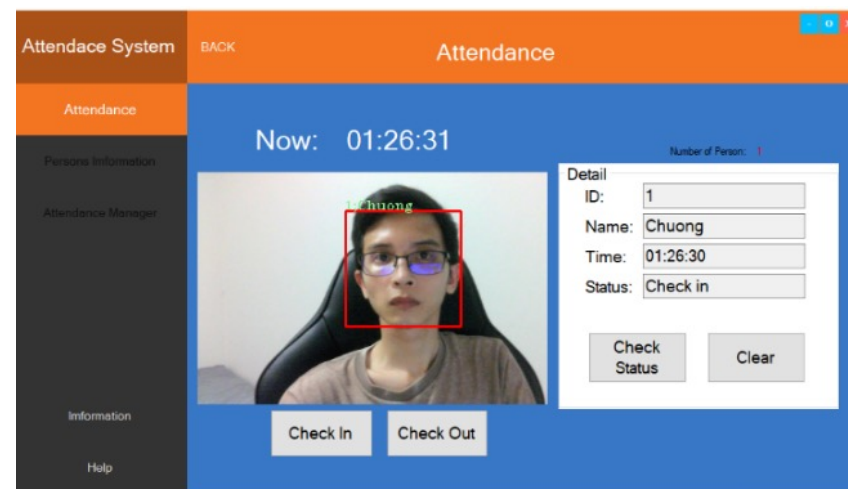 Attendace System
BACK
Attendance
- o x
Attendance
Persons Imformation
Attendance Manager
Imformation
Help
Now: 01:26:31
1:Chuong
Check In
Check Out
Number of Person: 1
Detail
ID: 1
Name: Chuong
Time: 01:26:30
Status: Check in
Check
Status
Clear